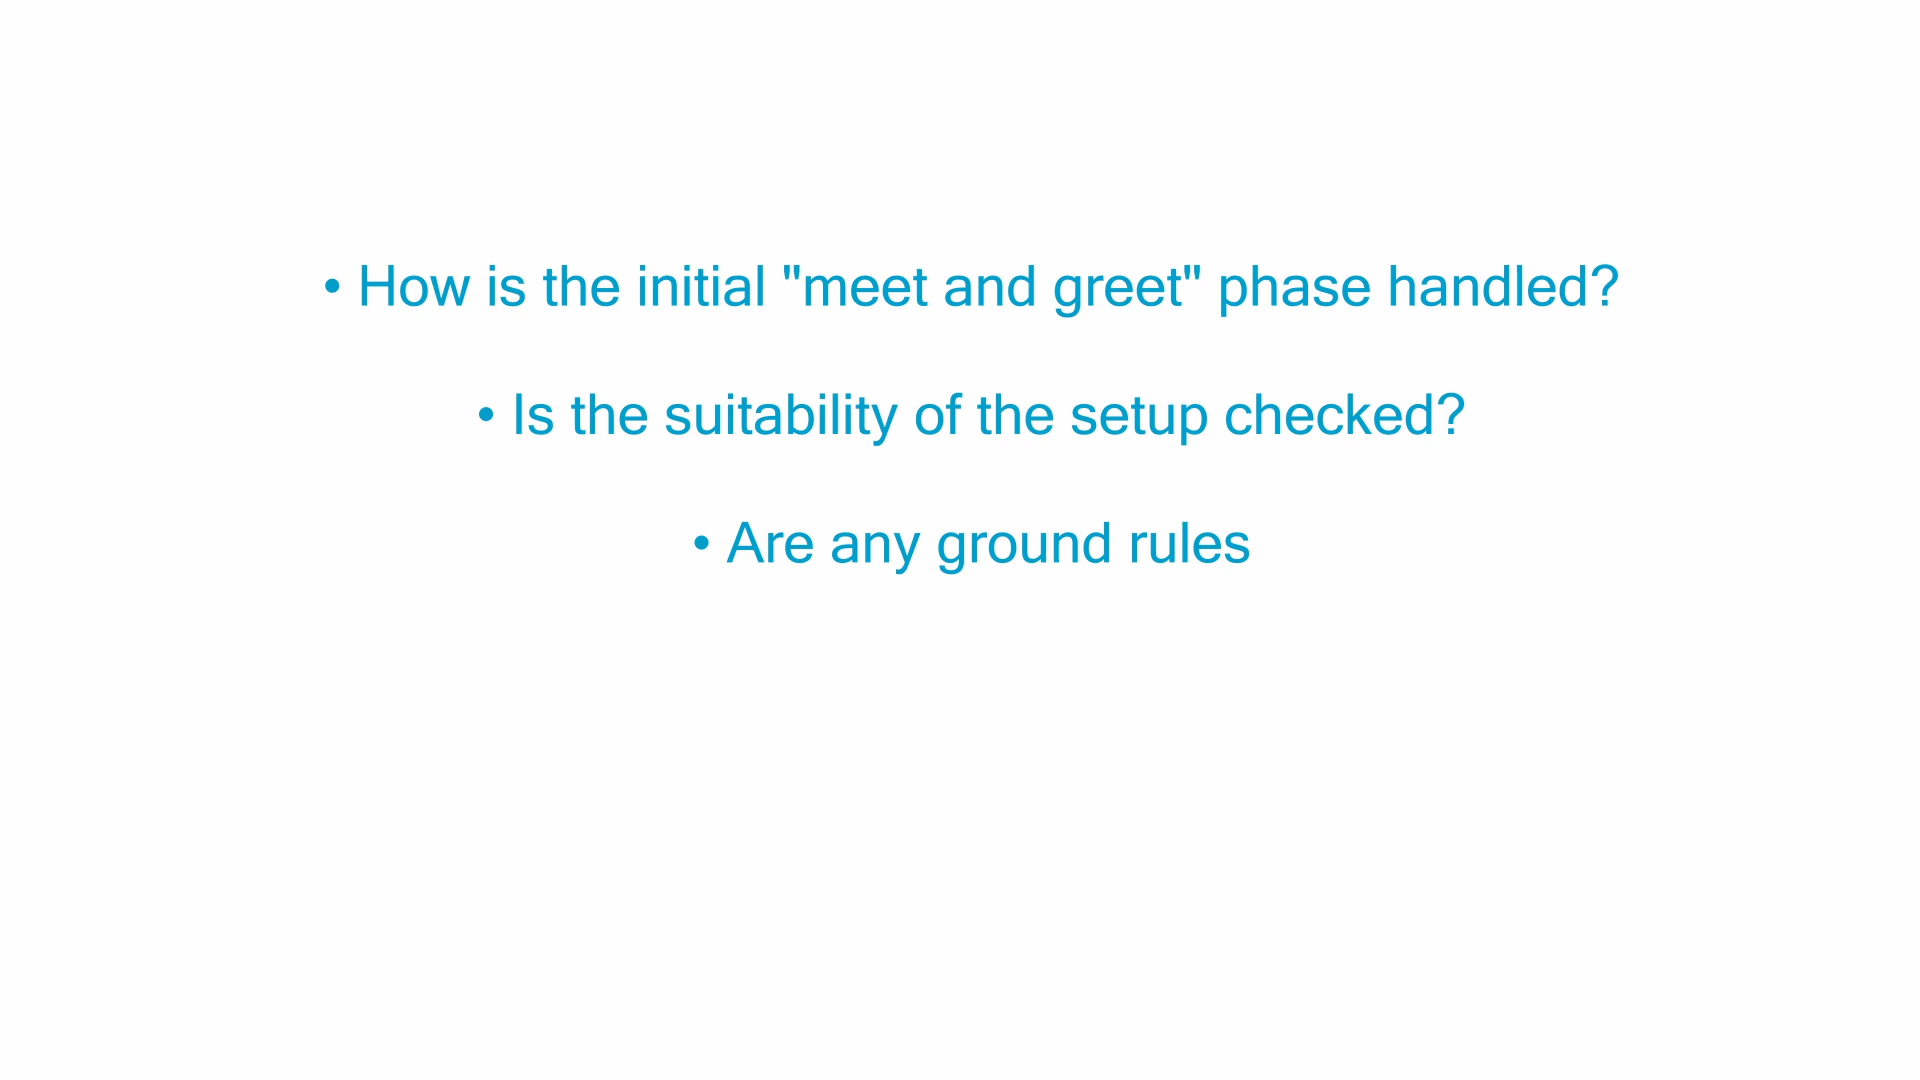 • How is the initial "meet and greet" phase handled?
• Is the suitability of the setup checked?
• Are any ground rules